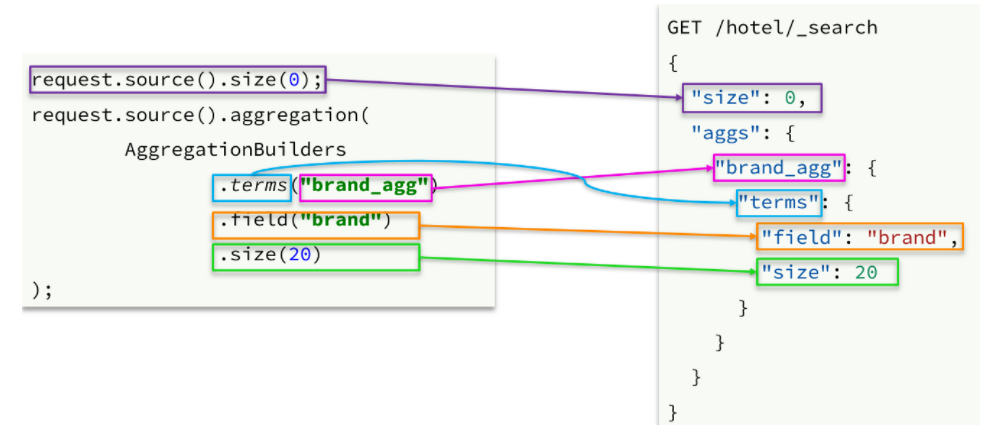 request.source().size(0);
request.source().aggregation(
AggregationBuilders
.terms("brand_agg")
.field("brand")
.size(20)
);
GET /hotel/_search
{
"size": 0,
"aggs": {
"brand_agg": {
"terms": {
"field": "brand",
"size": 20
}
}
}
}